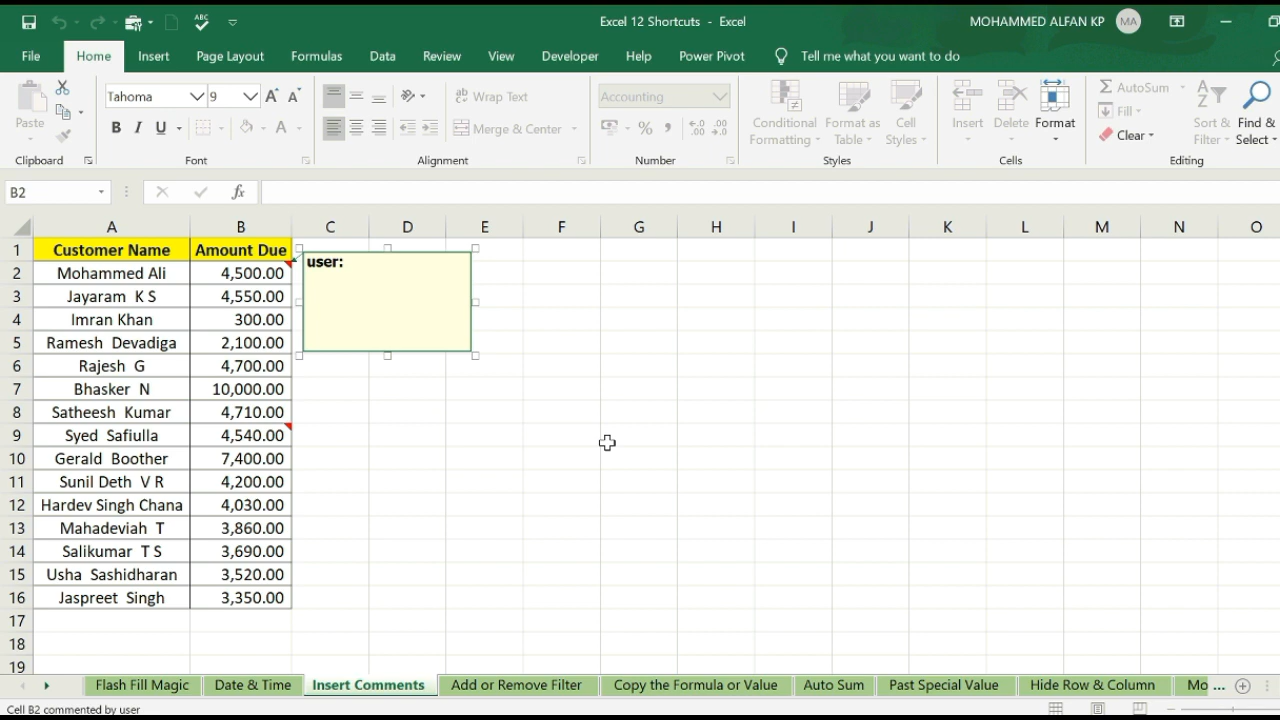 ABC
Excel 12 Shortcuts - Excel
MOHAMMED ALFAN KP
MA
File
Home
Insert
Page Layout
Formulas
Data
Review
View
Developer
Help
Power Pivot
Tell me what you want to do
Paste
Clipboard
Tahoma
9
A
A
B I U
A
Font
Wrap Text
Merge & Center
Alignment
Accounting
%
Number
Conditional Formatting
Format as Table
Cell Styles
Styles
Insert
Delete
Format
Cells
AutoSum
Fill
Clear
Sort & Filter
Find & Select
Editing
B2
fx
A B C D E F G H I J K L M N O
1 Customer Name Amount Due
2 Mohammed Ali 4,500.00
user:
3 Jayaram K S 4,550.00
4 Imran Khan 300.00
5 Ramesh Devadiga 2,100.00
6 Rajesh G 4,700.00
7 Bhasker N 10,000.00
8 Satheesh Kumar 4,710.00
9 Syed Safiulla 4,540.00
10 Gerald Boother 7,400.00
11 Sunil Deth V R 4,200.00
12 Hardev Singh Chana 4,030.00
13 Mahadeviah T 3,860.00
14 Salikumar T S 3,690.00
15 Usha Sashidharan 3,520.00
16 Jaspreet Singh 3,350.00
17
18
19
Flash Fill Magic
Date & Time
Insert Comments
Add or Remove Filter
Copy the Formula or Value
Auto Sum
Past Special Value
Hide Row & Column
Mo ...
Cell B2 commented by user